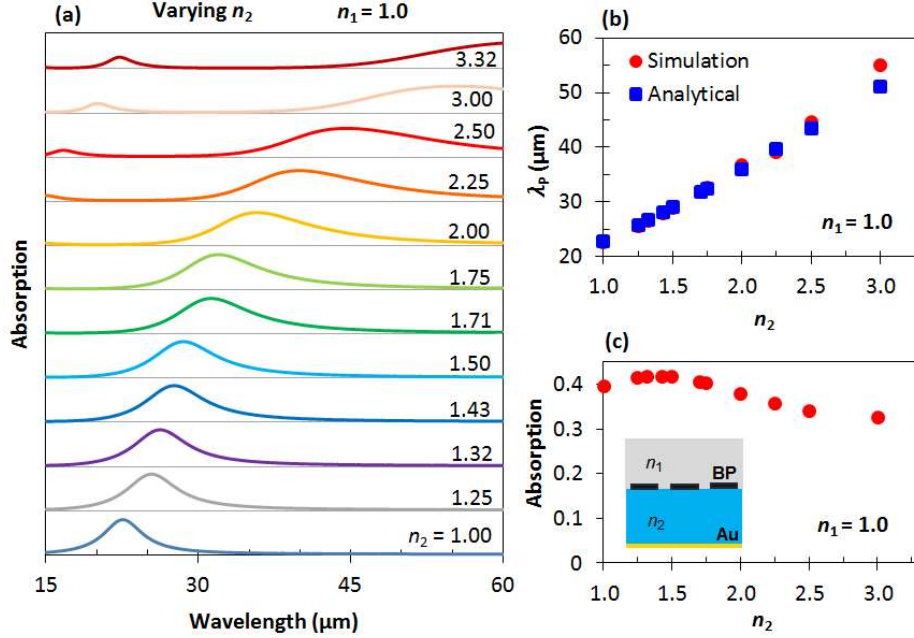 (a) Varying n₂ n₁ = 1.0
3.32
3.00
2.50
2.25
2.00
1.75
1.71
1.50
1.43
1.32
1.25
n₂ = 1.00
Absorption
15 30 45 60
Wavelength (µm)
(b)
60
50
40
30
20
λₚ (µm)
Simulation
Analytical
n₁ = 1.0
1.0 1.5 2.0 2.5 3.0
n₂
(c)
0.4
0.3
0.2
0.1
0
Absorption
n₁
BP
n₂
Au
n₁ = 1.0
1.0 1.5 2.0 2.5 3.0
n₂